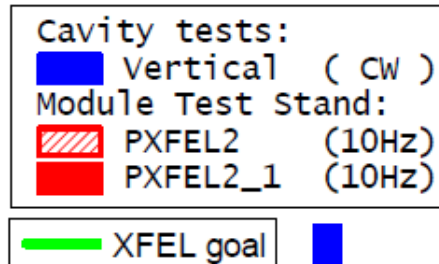 Cavity tests:
Vertical ( CW )
Module Test Stand:
PXFEL2 (10Hz)
PXFEL2_1 (10Hz)
XFEL goal